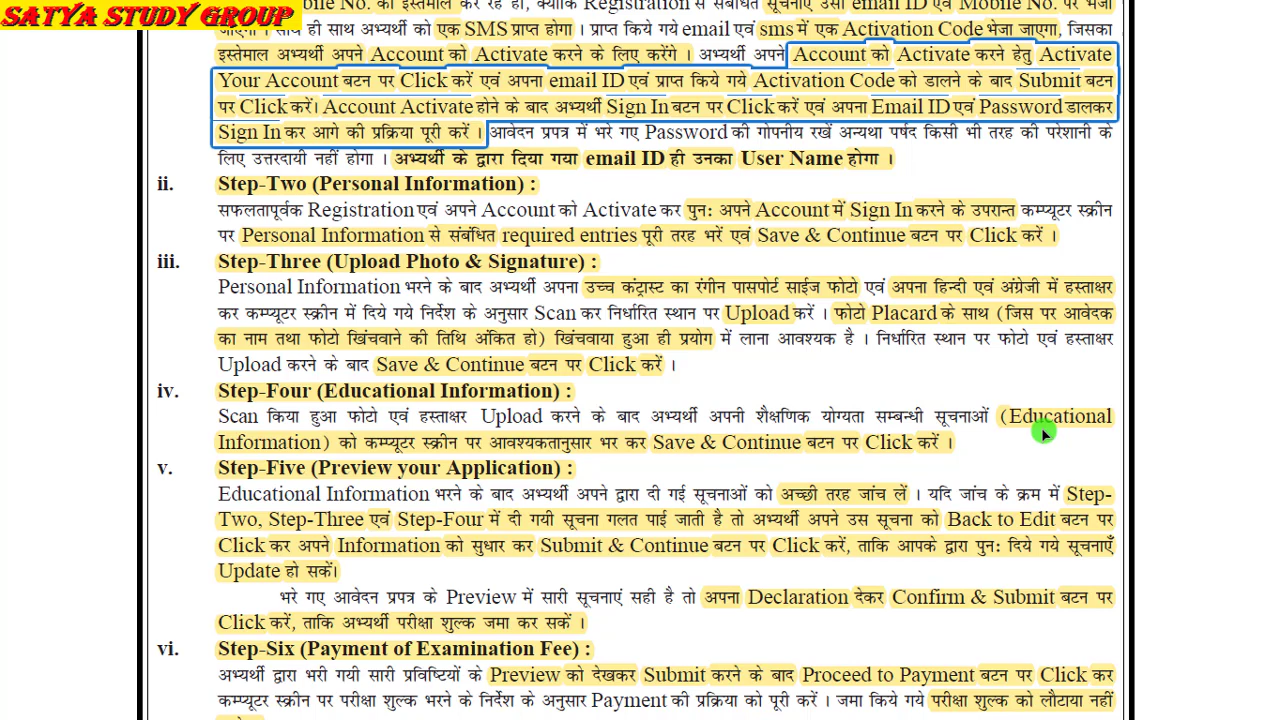 SATYA STUDY GROUP
Mobile No. का इस्तेमाल कर रहे हों, क्योंकि Registration से संबंधित सूचनाएं उसी email ID एवं Mobile No. पर भेजी
जाएगी। साथ ही साथ अभ्यर्थी को एक SMS प्राप्त होगा । प्राप्त किये गये email एवं sms में एक Activation Code भेजा जाएगा, जिसका
इस्तेमाल अभ्यर्थी अपने Account को Activate करने के लिए करेंगे । अभ्यर्थी अपने Account को Activate करने हेतु Activate
Your Account बटन पर Click करें एवं अपना email ID एवं प्राप्त किये गये Activation Code को डालने के बाद Submit बटन
पर Click करें। Account Activate होने के बाद अभ्यर्थी Sign In बटन पर Click करें एवं अपना Email ID एवं Password डालकर
Sign In कर आगे की प्रक्रिया पूरी करें । आवेदन प्रपत्र में भरे गए Password की गोपनीय रखें अन्यथा पर्षद किसी भी तरह की परेशानी के
लिए उत्तरदायी नहीं होगा । अभ्यर्थी के द्वारा दिया गया email ID ही उनका User Name होगा ।
ii. Step-Two (Personal Information) :
सफलतापूर्वक Registration एवं अपने Account को Activate कर पुन: अपने Account में Sign In करने के उपरान्त कम्प्यूटर स्क्रीन
पर Personal Information से संबंधित required entries पूरी तरह भरें एवं Save & Continue बटन पर Click करें ।
iii. Step-Three (Upload Photo & Signature) :
Personal Information भरने के बाद अभ्यर्थी अपना उच्च कंट्रास्ट का रंगीन पासपोर्ट साईज फोटो एवं अपना हिन्दी एवं अंग्रेजी में हस्ताक्षर
कर कम्प्यूटर स्क्रीन में दिये गये निर्देश के अनुसार Scan कर निर्धारित स्थान पर Upload करें । फोटो Placard के साथ (जिस पर आवेदक
का नाम तथा फोटो खिंचवाने की तिथि अंकित हो) खिंचवाया हुआ ही प्रयोग में लाना आवश्यक है । निर्धारित स्थान पर फोटो एवं हस्ताक्षर
Upload करने के बाद Save & Continue बटन पर Click करें ।
iv. Step-Four (Educational Information) :
Scan किया हुआ फोटो एवं हस्ताक्षर Upload करने के बाद अभ्यर्थी अपनी शैक्षणिक योग्यता सम्बन्धी सूचनाओं (Educational
Information) को कम्प्यूटर स्क्रीन पर आवश्यकतानुसार भर कर Save & Continue बटन पर Click करें ।
v. Step-Five (Preview your Application) :
Educational Information भरने के बाद अभ्यर्थी अपने द्वारा दी गई सूचनाओं को अच्छी तरह जांच लें । यदि जांच के क्रम में Step-
Two, Step-Three एवं Step-Four में दी गयी सूचना गलत पाई जाती है तो अभ्यर्थी अपने उस सूचना को Back to Edit बटन पर
Click कर अपने Information को सुधार कर Submit & Continue बटन पर Click करें, ताकि आपके द्वारा पुन: दिये गये सूचनाएँ
Update हो सकें।
भरे गए आवेदन प्रपत्र के Preview में सारी सूचनाएं सही है तो अपना Declaration देकर Confirm & Submit बटन पर
Click करें, ताकि अभ्यर्थी परीक्षा शुल्क जमा कर सकें ।
vi. Step-Six (Payment of Examination Fee) :
अभ्यर्थी द्वारा भरी गयी सारी प्रविष्टियों के Preview को देखकर Submit करने के बाद Proceed to Payment बटन पर Click कर
कम्प्यूटर स्क्रीन पर परीक्षा शुल्क भरने के निर्देश के अनुसार Payment की प्रक्रिया को पूरी करें । जमा किये गये परीक्षा शुल्क को लौटाया नहीं